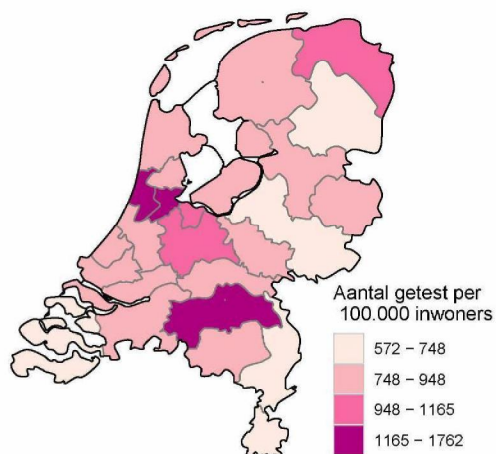 Aantal getest per
100.000 inwoners
572 – 748
748 – 948
948 – 1165
1165 – 1762